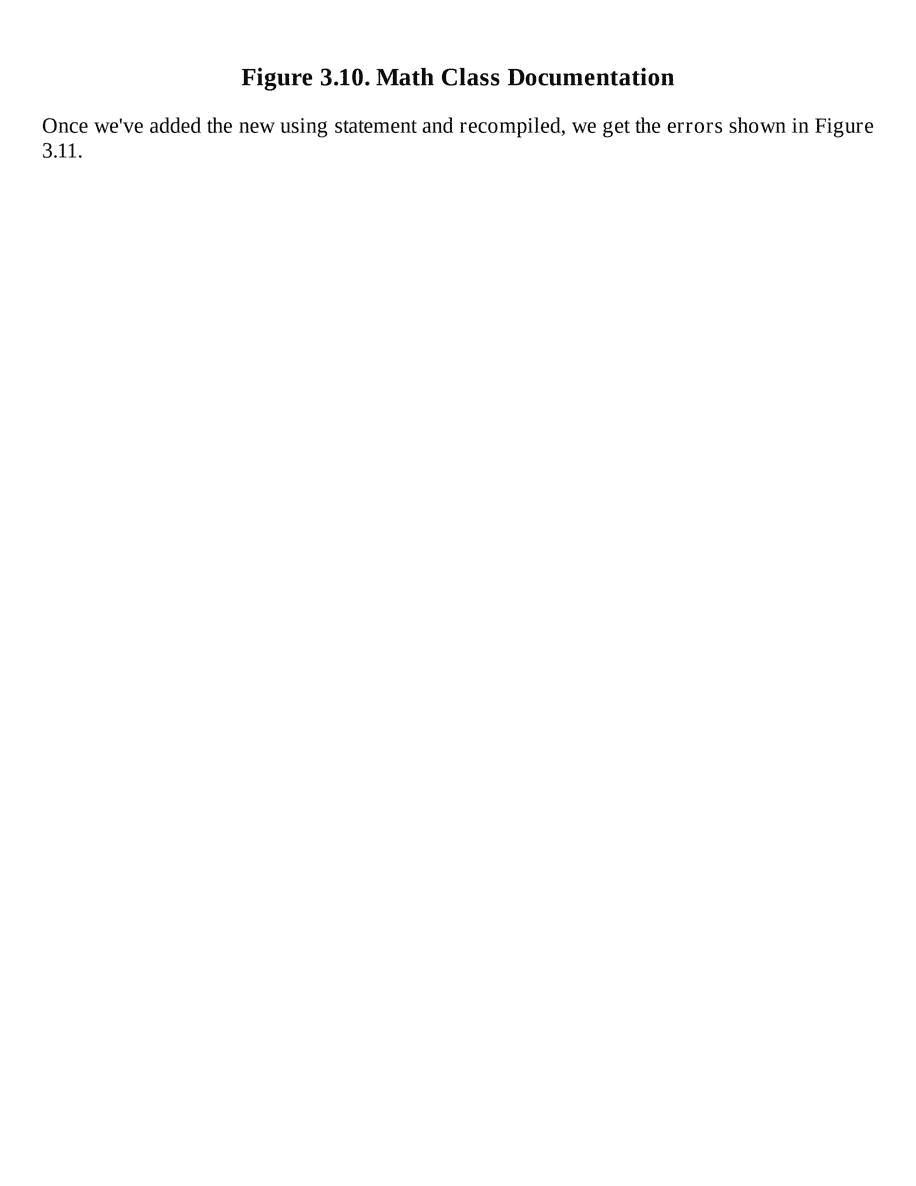 Figure 3.10. Math Class Documentation
Once we've added the new using statement and recompiled, we get the errors shown in Figure
3.11.